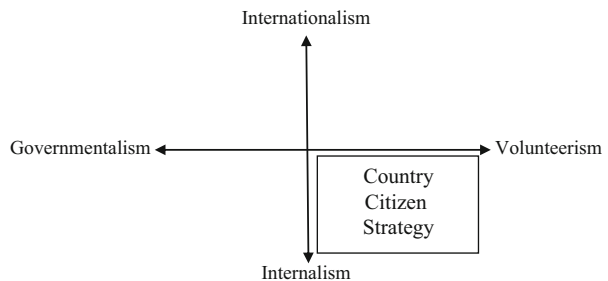 Internationalism
Governmentalism
Volunteerism
Country
Citizen
Strategy
Internalism